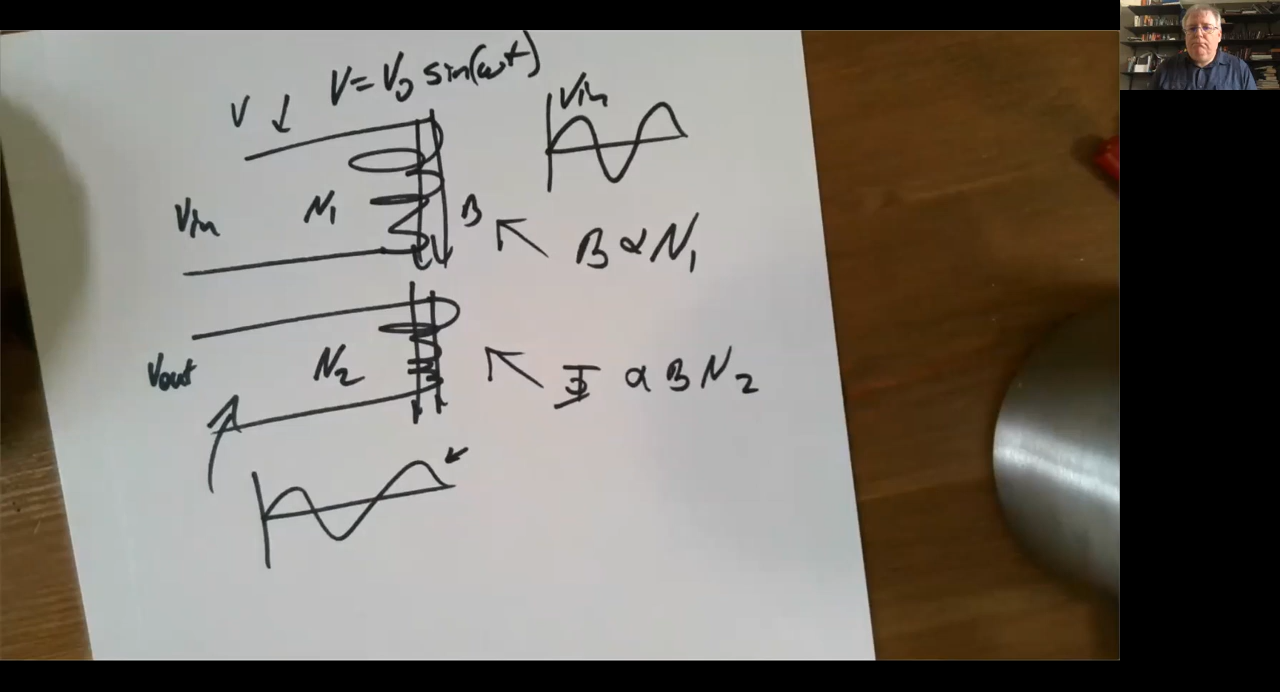 V = V₀ sin(ωt)
V ↓
Vin
Vin
N₁
B
B ∝ N₁
Vout
N₂
Φ ∝ B N₂